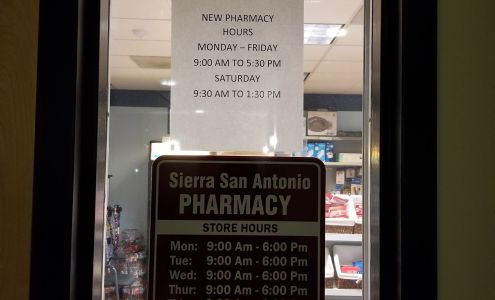 NEW PHARMACY
HOURS
MONDAY – FRIDAY
9:00 AM TO 5:30 PM
SATURDAY
9:30 AM TO 1:30 PM
Sierra San Antonio
PHARMACY
STORE HOURS
Mon: 9:00 Am - 6:00 Pm
Tue: 9:00 Am - 6:00 Pm
Wed: 9:00 Am - 6:00 Pm
Thur: 9:00 Am - 6:00 Pm